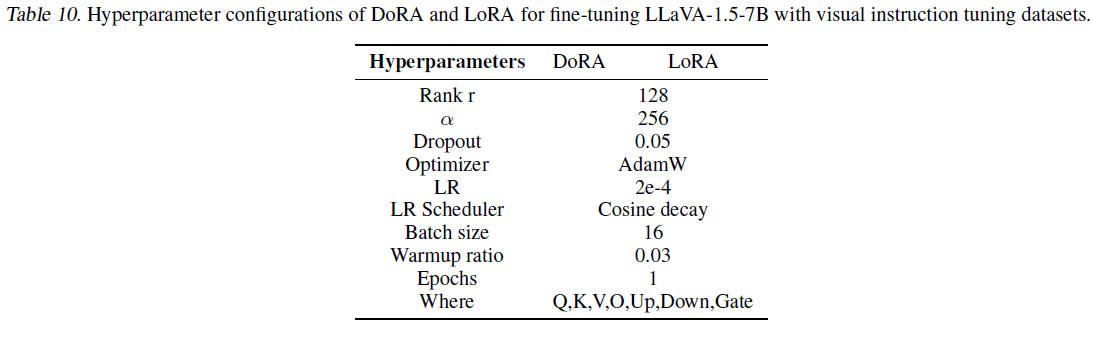 Table 10. Hyperparameter configurations of DoRA and LoRA for fine-tuning LLaVA-1.5-7B with visual instruction tuning datasets.
Hyperparameters DoRA LoRA
Rank r 128
α 256
Dropout 0.05
Optimizer AdamW
LR 2e-4
LR Scheduler Cosine decay
Batch size 16
Warmup ratio 0.03
Epochs 1
Where Q,K,V,O,Up,Down,Gate